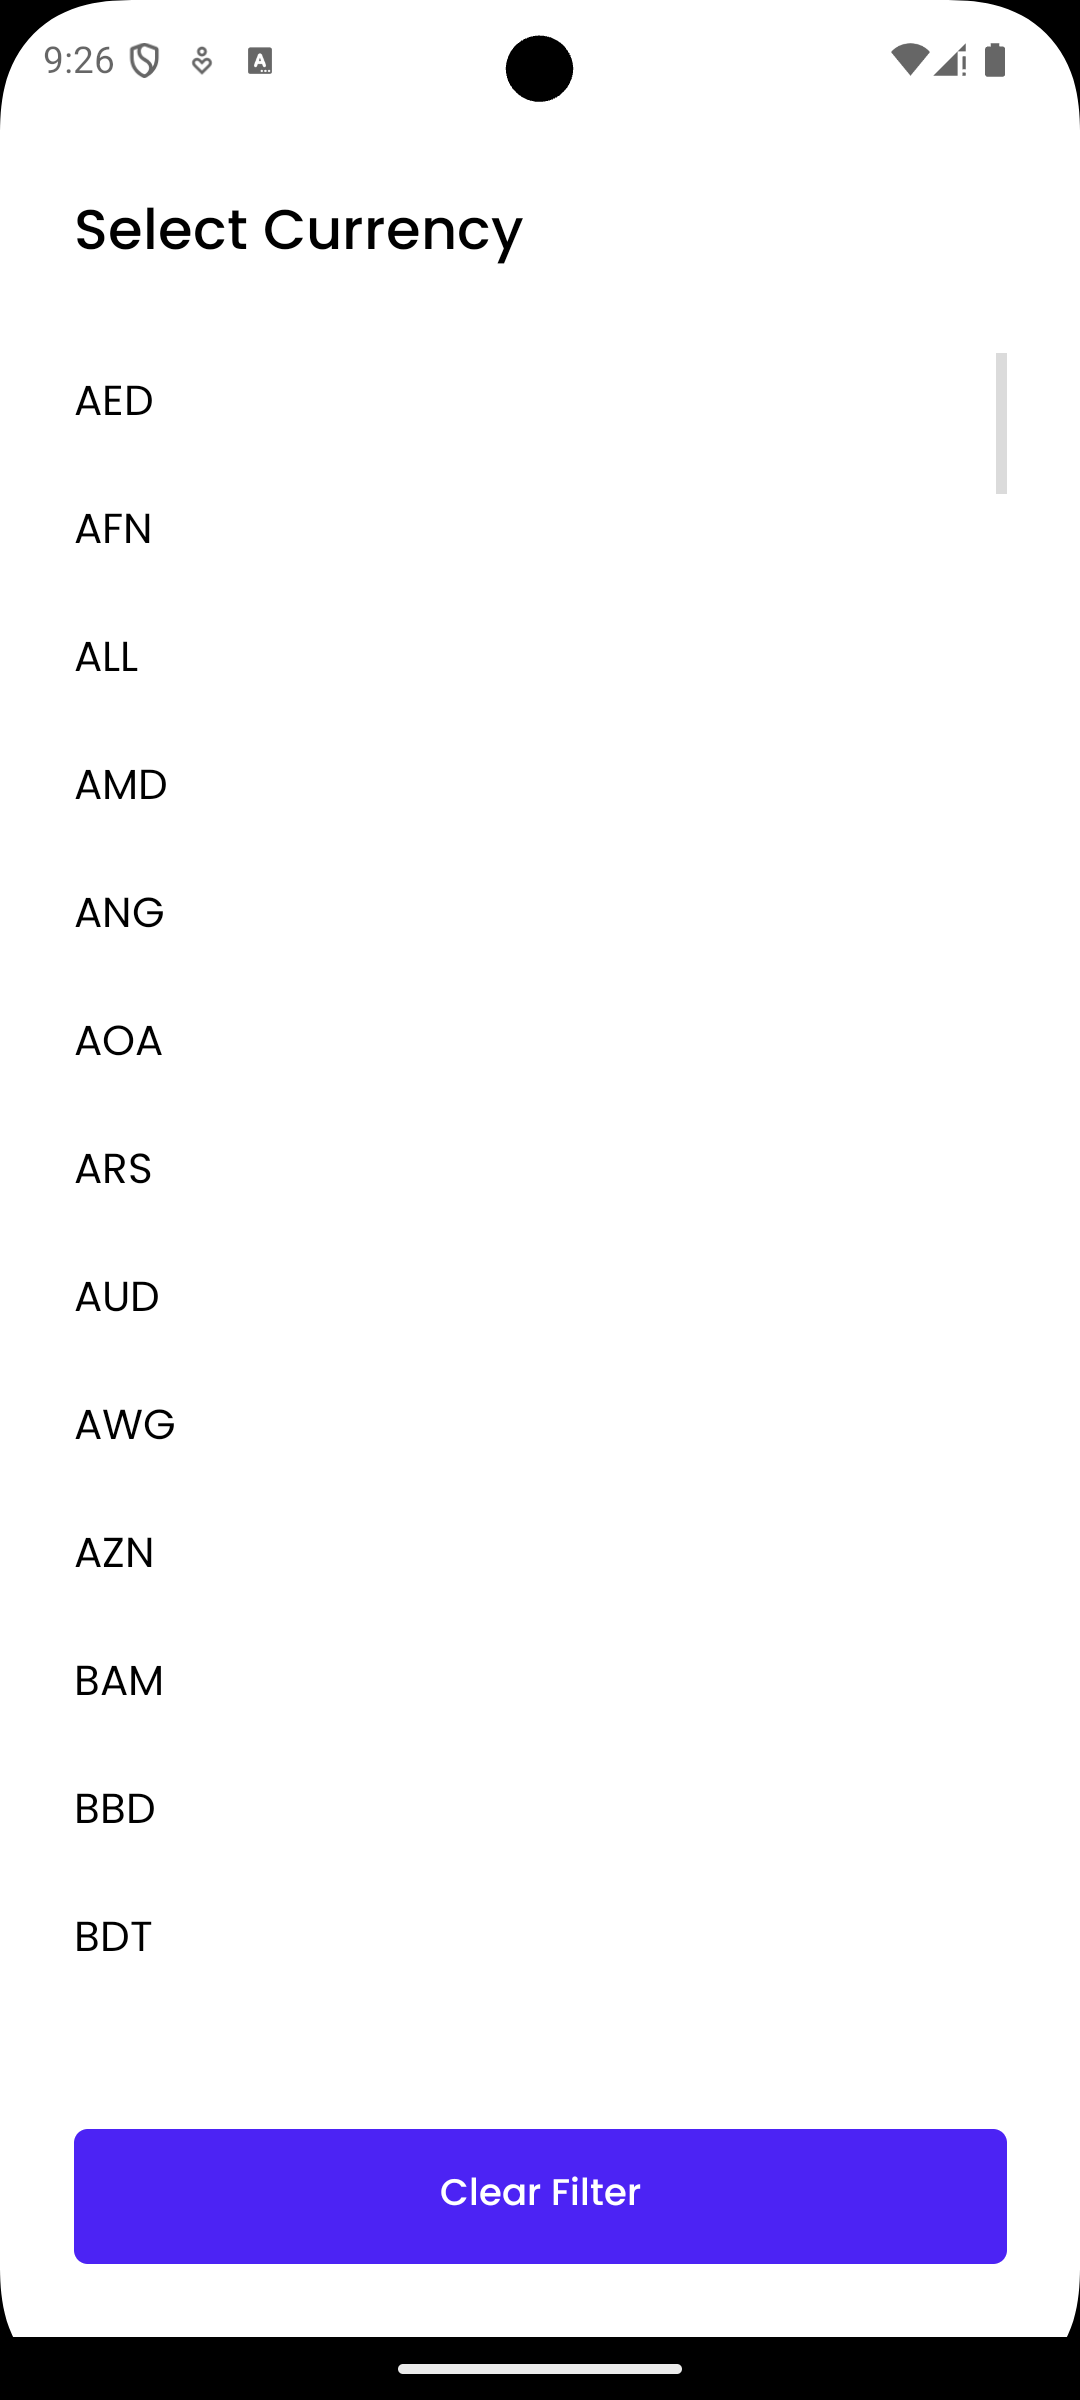 9:26
Select Currency
AED
AFN
ALL
AMD
ANG
AOA
ARS
AUD
AWG
AZN
BAM
BBD
BDT
Clear Filter